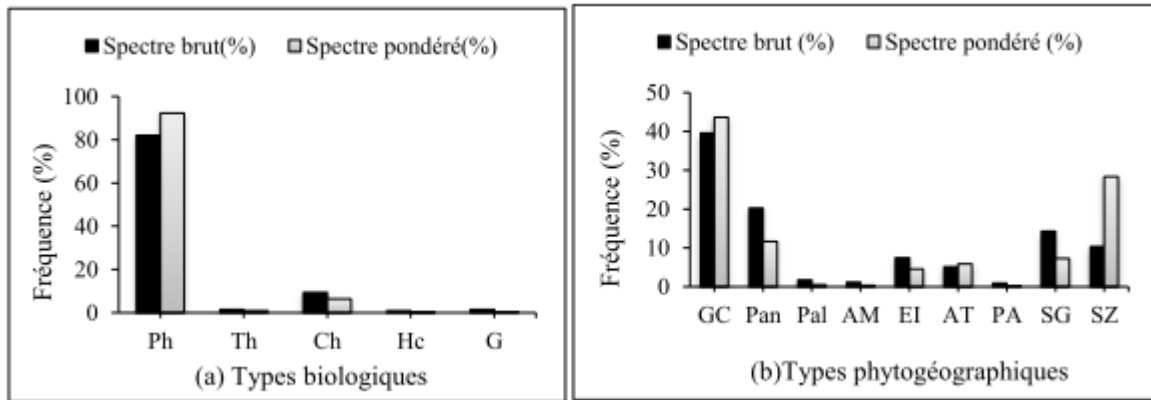 Spectre brut(%) Spectre pondéré(%)
Fréquence (%)
100
80
60
40
20
0
Ph Th Ch Hc G
(a) Types biologiques
Spectre brut (%) Spectre pondéré (%)
Fréquence (%)
50
40
30
20
10
0
GC Pan Pal AM EI AT PA SG SZ
(b)Types phytogéographiques